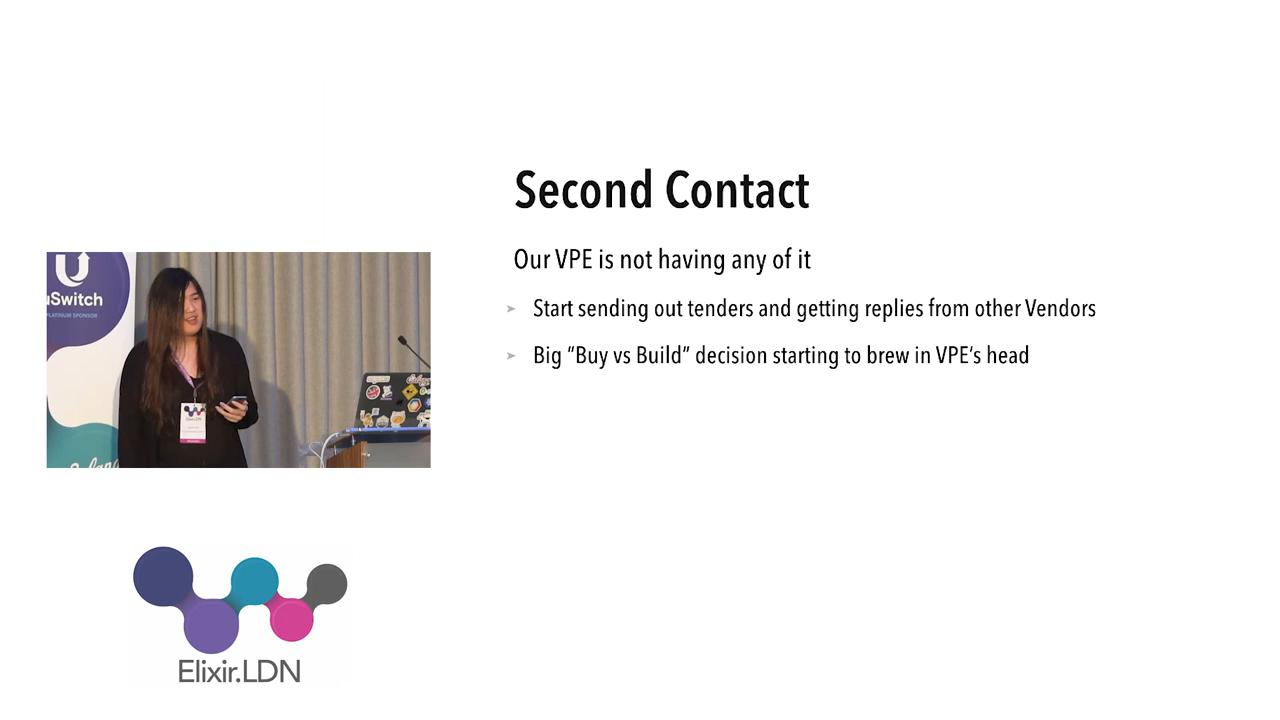 Second Contact
Our VPE is not having any of it
Start sending out tenders and getting replies from other Vendors
Big “Buy vs Build” decision starting to brew in VPE’s head
uSwitch
PLATINUM SPONSOR
Elixir.LDN